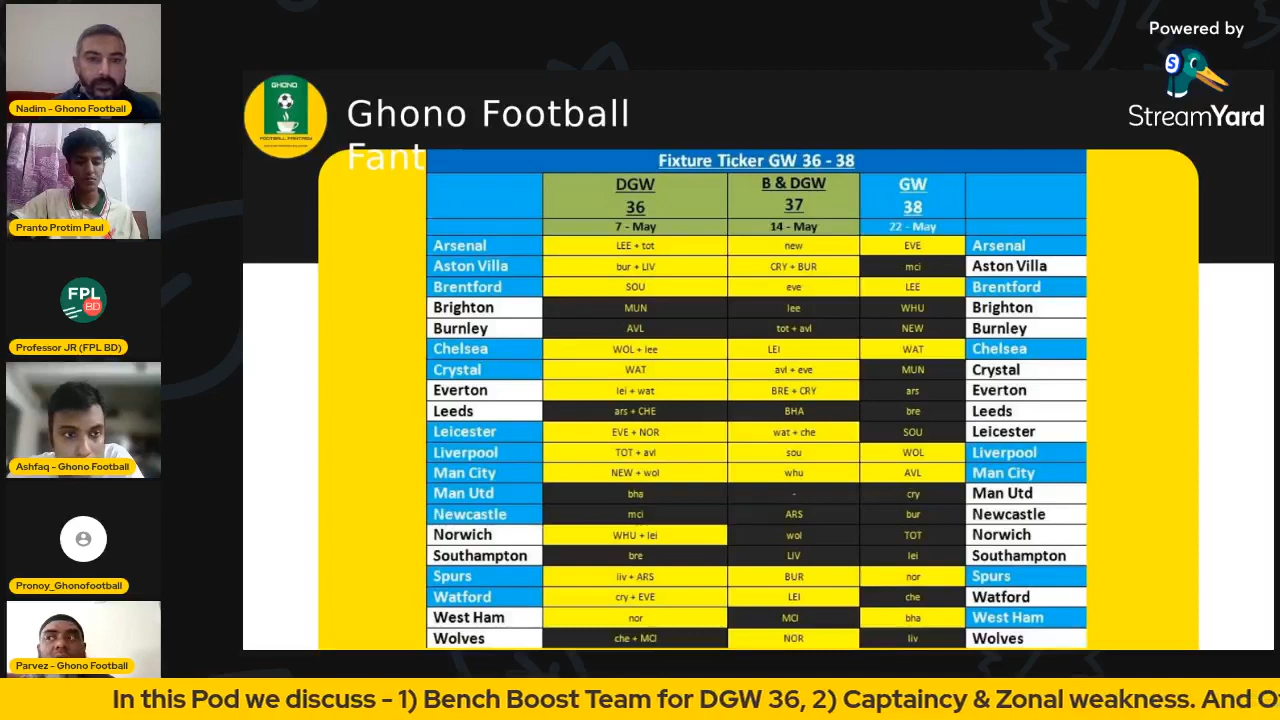 Nadim - Ghono Football
Pranto Protim Paul
FPL
BD
Professor JR (FPL BD)
Ashfaq - Ghono Football
Pronoy_Ghonofootball
Parvez - Ghono Football
Powered by
S
StreamYard
GHONO
Ghono Football
Fant
Fixture Ticker GW 36 - 38
DGW 36 B & DGW 37 GW 38
7 - May 14 - May 22 - May
Arsenal LEE + tot new EVE Arsenal
Aston Villa bur + LIV CRY + BUR mci Aston Villa
Brentford SOU eve LEE Brentford
Brighton MUN lee WHU Brighton
Burnley AVL tot + avl NEW Burnley
Chelsea WOL + lee LEI WAT Chelsea
Crystal WAT avl + eve MUN Crystal
Everton lei + wat BRE + CRY ars Everton
Leeds ars + CHE BHA bre Leeds
Leicester EVE + NOR wat + che SOU Leicester
Liverpool TOT + avl sou WOL Liverpool
Man City NEW + wol whu AVL Man City
Man Utd bha - cry Man Utd
Newcastle mci ARS bur Newcastle
Norwich WHU + lei wol TOT Norwich
Southampton bre LIV lei Southampton
Spurs liv + ARS BUR nor Spurs
Watford cry + EVE LEI che Watford
West Ham nor MCI bha West Ham
Wolves che + MCI NOR liv Wolves
In this Pod we discuss - 1) Bench Boost Team for DGW 36, 2) Captaincy & Zonal weakness. And O